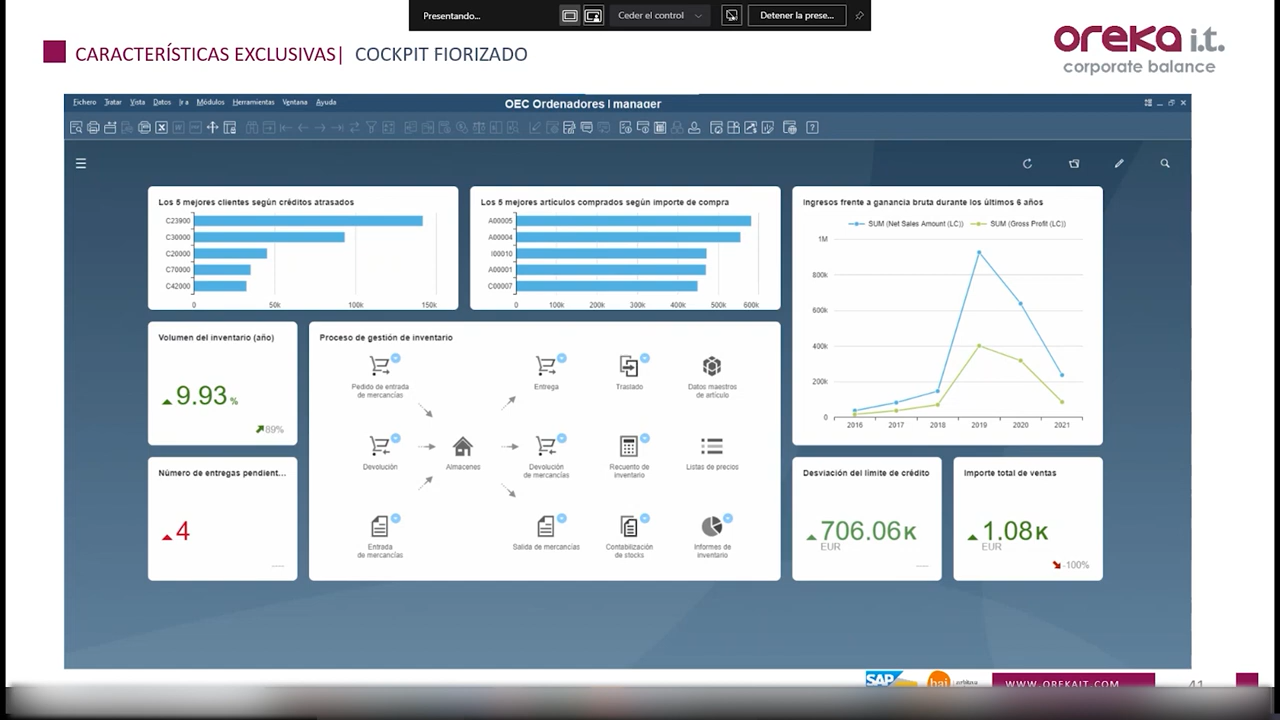 Presentando...
Ceder el control
Detener la prese...
CARACTERÍSTICAS EXCLUSIVAS| COCKPIT FIORIZADO
oreka i.t.
corporate balance
Fichero Tratar Vista Datos Ir a Módulos Herramientas Ventana Ayuda
OEC Ordenadores | manager
Los 5 mejores clientes según créditos atrasados
C23900
C30000
C20000
C70000
C42000
0 50k 100k 150k
Los 5 mejores artículos comprados según importe de compra
A00005
A00004
I00010
A00001
C00007
0 100k 200k 300k 400k 500k 600k
Ingresos frente a ganancia bruta durante los últimos 6 años
SUM (Net Sales Amount (LC)) SUM (Gross Profit (LC))
1M
800k
600k
400k
200k
0
2016 2017 2018 2019 2020 2021
Volumen del inventario (año)
9.93 %
89%
Número de entregas pendient...
4
Proceso de gestión de inventario
Pedido de entrada
de mercancías
Entrega
Traslado
Datos maestros
de artículo
Devolución
Almacenes
Devolución
de mercancías
Recuento de
inventario
Listas de precios
Entrada
de mercancías
Salida de mercancías
Contabilización
de stocks
Informes de
inventario
Desviación del límite de crédito
706.06 K
EUR
Importe total de ventas
1.08 K
EUR
-100%
SAP
bai
WWW.OREKAIT.COM
41